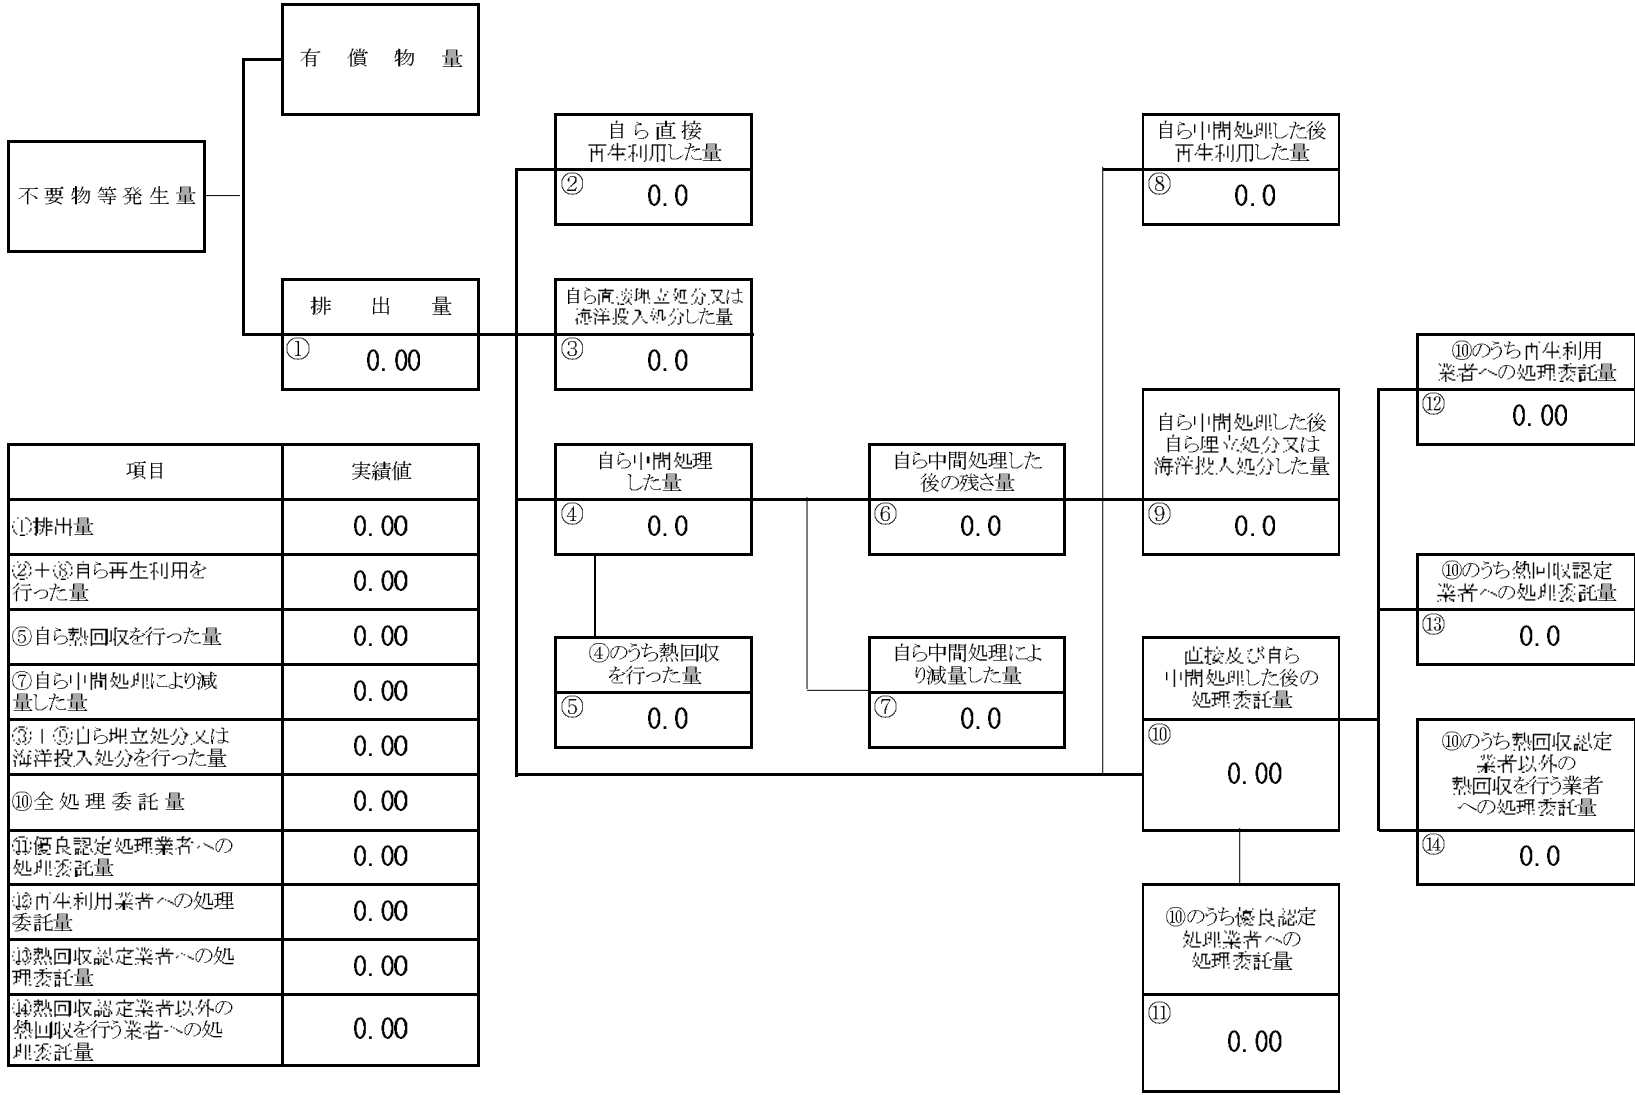 有償物量
不要物等発生量
排出量
①
0.00
自ら直接
再生利用した量
②
0.0
自ら直接埋立処分又は
海洋投入処分した量
③
0.0
自ら中間処理
した量
④
0.0
④のうち熱回収
を行った量
⑤
0.0
自ら中間処理した
後の残さ量
⑥
0.0
自ら中間処理によ
り減量した量
⑦
0.0
自ら中間処理した後
再生利用した量
⑧
0.0
自ら中間処理した後
自ら埋立処分又は
海洋投入処分した量
⑨
0.0
直接及び自ら
中間処理した後の
処理委託量
⑩
0.00
⑩のうち優良認定
処理業者への
処理委託量
⑪
0.00
⑩のうち再生利用
業者への処理委託量
⑫
0.00
⑩のうち熱回収認定
業者への処理委託量
⑬
0.0
⑩のうち熱回収認定
業者以外の
熱回収を行う業者
への処理委託量
⑭
0.0
項目
実績値
①排出量
0.00
②＋⑧自ら再生利用を
行った量
0.00
⑤自ら熱回収を行った量
0.00
⑦自ら中間処理により減
量した量
0.00
③＋⑨自ら埋立処分又は
海洋投入処分を行った量
0.00
⑩全処理委託量
0.00
⑪優良認定処理業者への
処理委託量
0.00
⑫再生利用業者への処理
委託量
0.00
⑬熱回収認定業者への処
理委託量
0.00
⑭熱回収認定業者以外の
熱回収を行う業者への処
理委託量
0.00